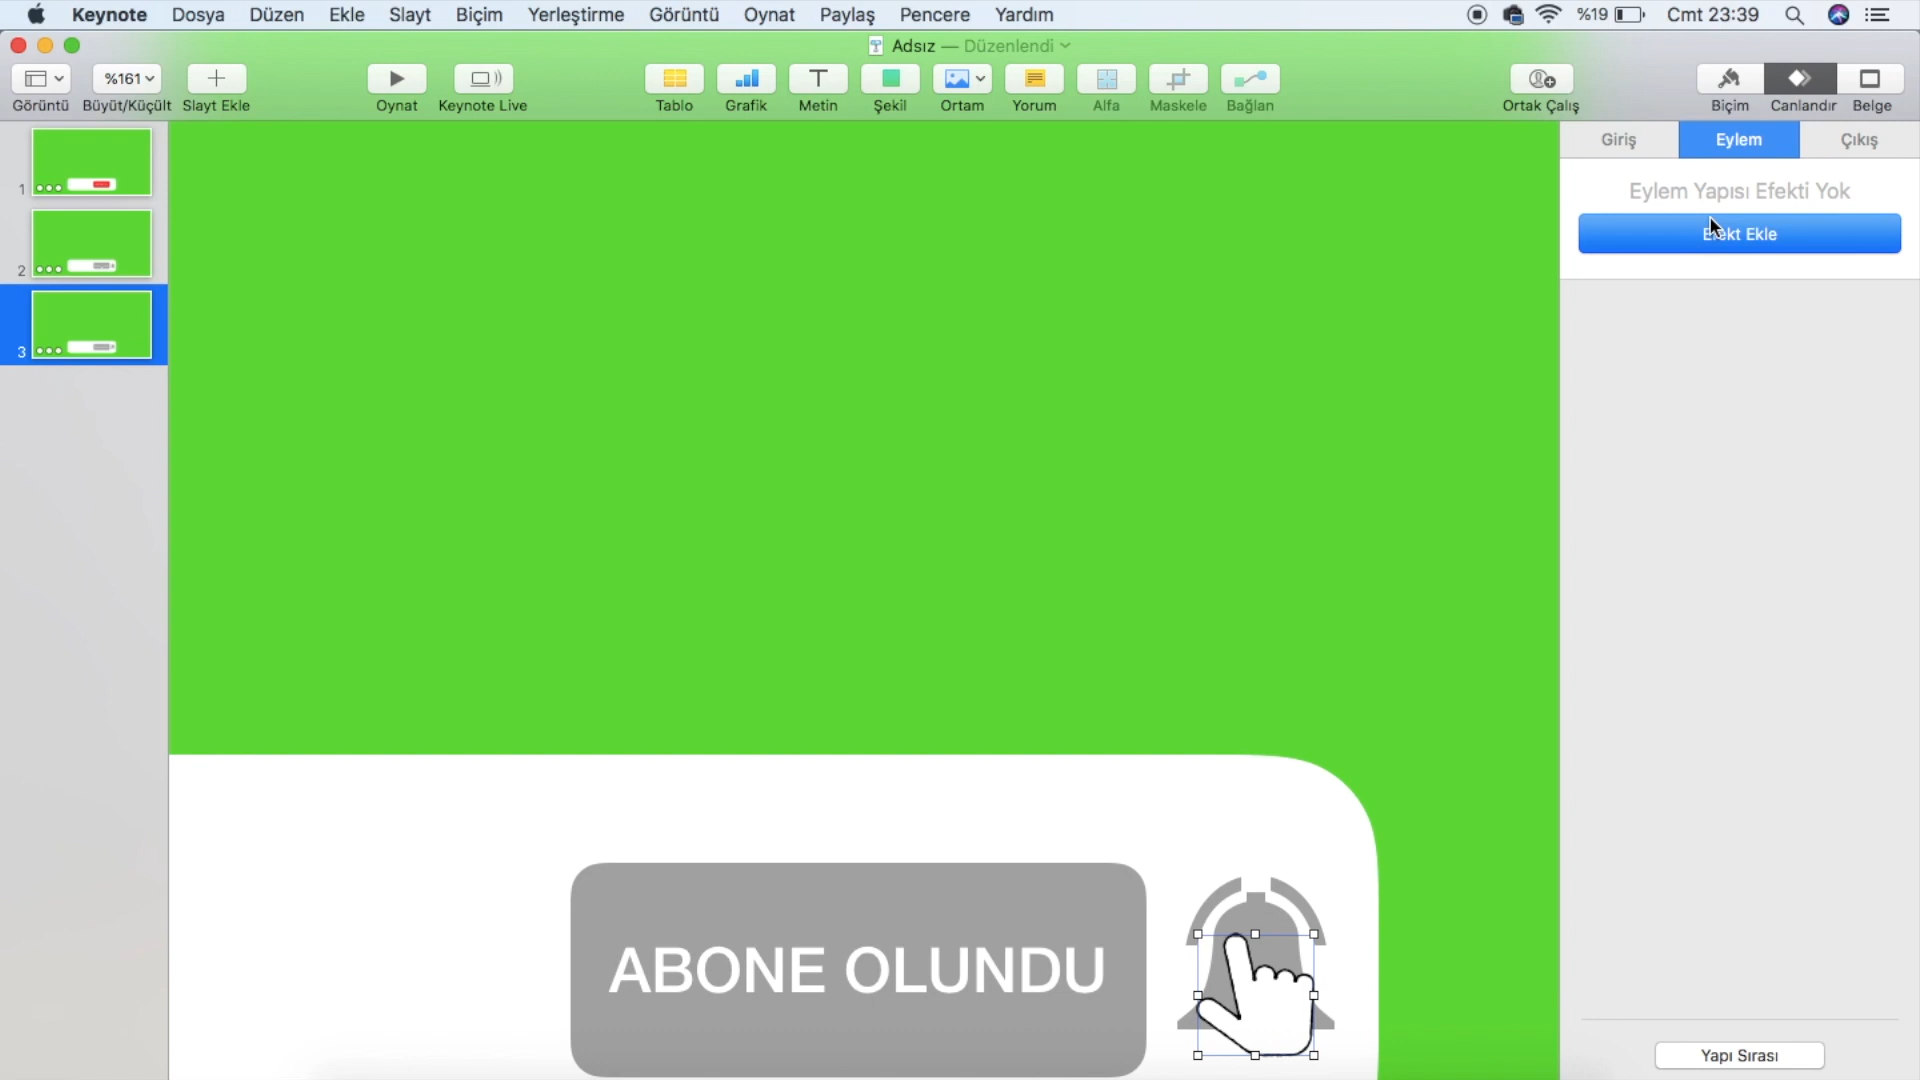 Keynote Dosya Düzen Ekle Slayt Biçim Yerleştirme Görüntü Oynat Paylaş Pencere Yardım %19 Cmt 23:39
Adsız — Düzenlendi
%161
Görüntü Büyüt/Küçült Slayt Ekle Oynat Keynote Live Tablo Grafik Metin Şekil Ortam Yorum Alfa Maskele Bağlan Ortak Çalış Biçim Canlandır Belge
Giriş Eylem Çıkış
Eylem Yapısı Efekti Yok
Efekt Ekle
1
2
3
ABONE OLUNDU
Yapı Sırası